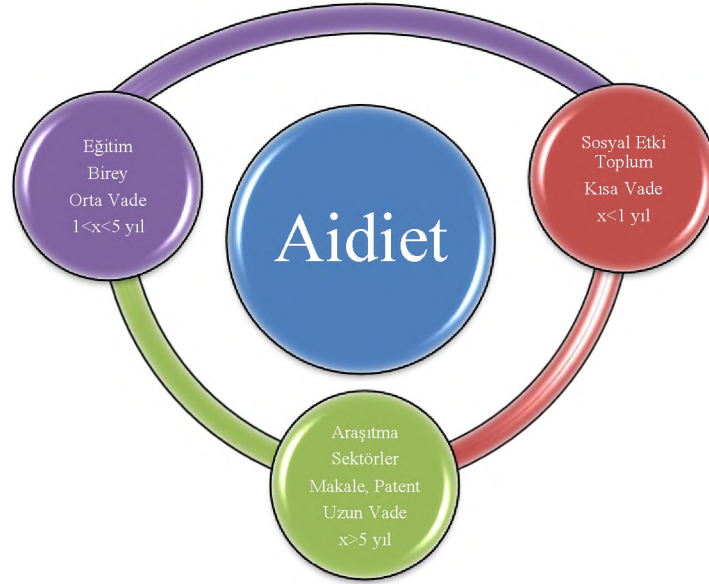 Eğitim
Birey
Orta Vade
1<x<5 yıl
Aidiet
Sosyal Etki
Toplum
Kısa Vade
x<1 yıl
Araşıtma
Sektörler
Makale, Patent
Uzun Vade
x>5 yıl